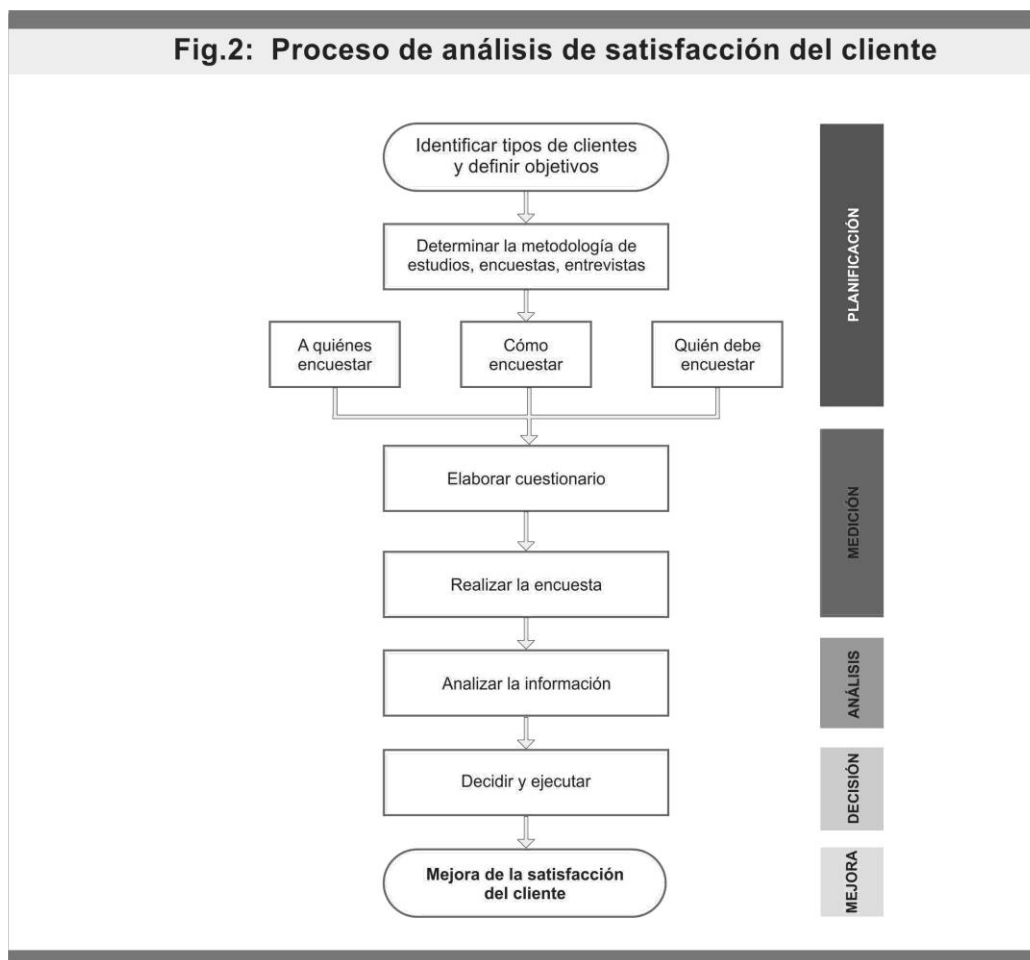 Fig.2: Proceso de análisis de satisfacción del cliente
Identificar tipos de clientes
y definir objetivos
Determinar la metodología de
estudios, encuestas, entrevistas
A quiénes
encuestar
Cómo
encuestar
Quién debe
encuestar
PLANIFICACIÓN
Elaborar cuestionario
Realizar la encuesta
MEDICIÓN
Analizar la información
ANÁLISIS
Decidir y ejecutar
DECISIÓN
Mejora de la satisfacción
del cliente
MEJORA